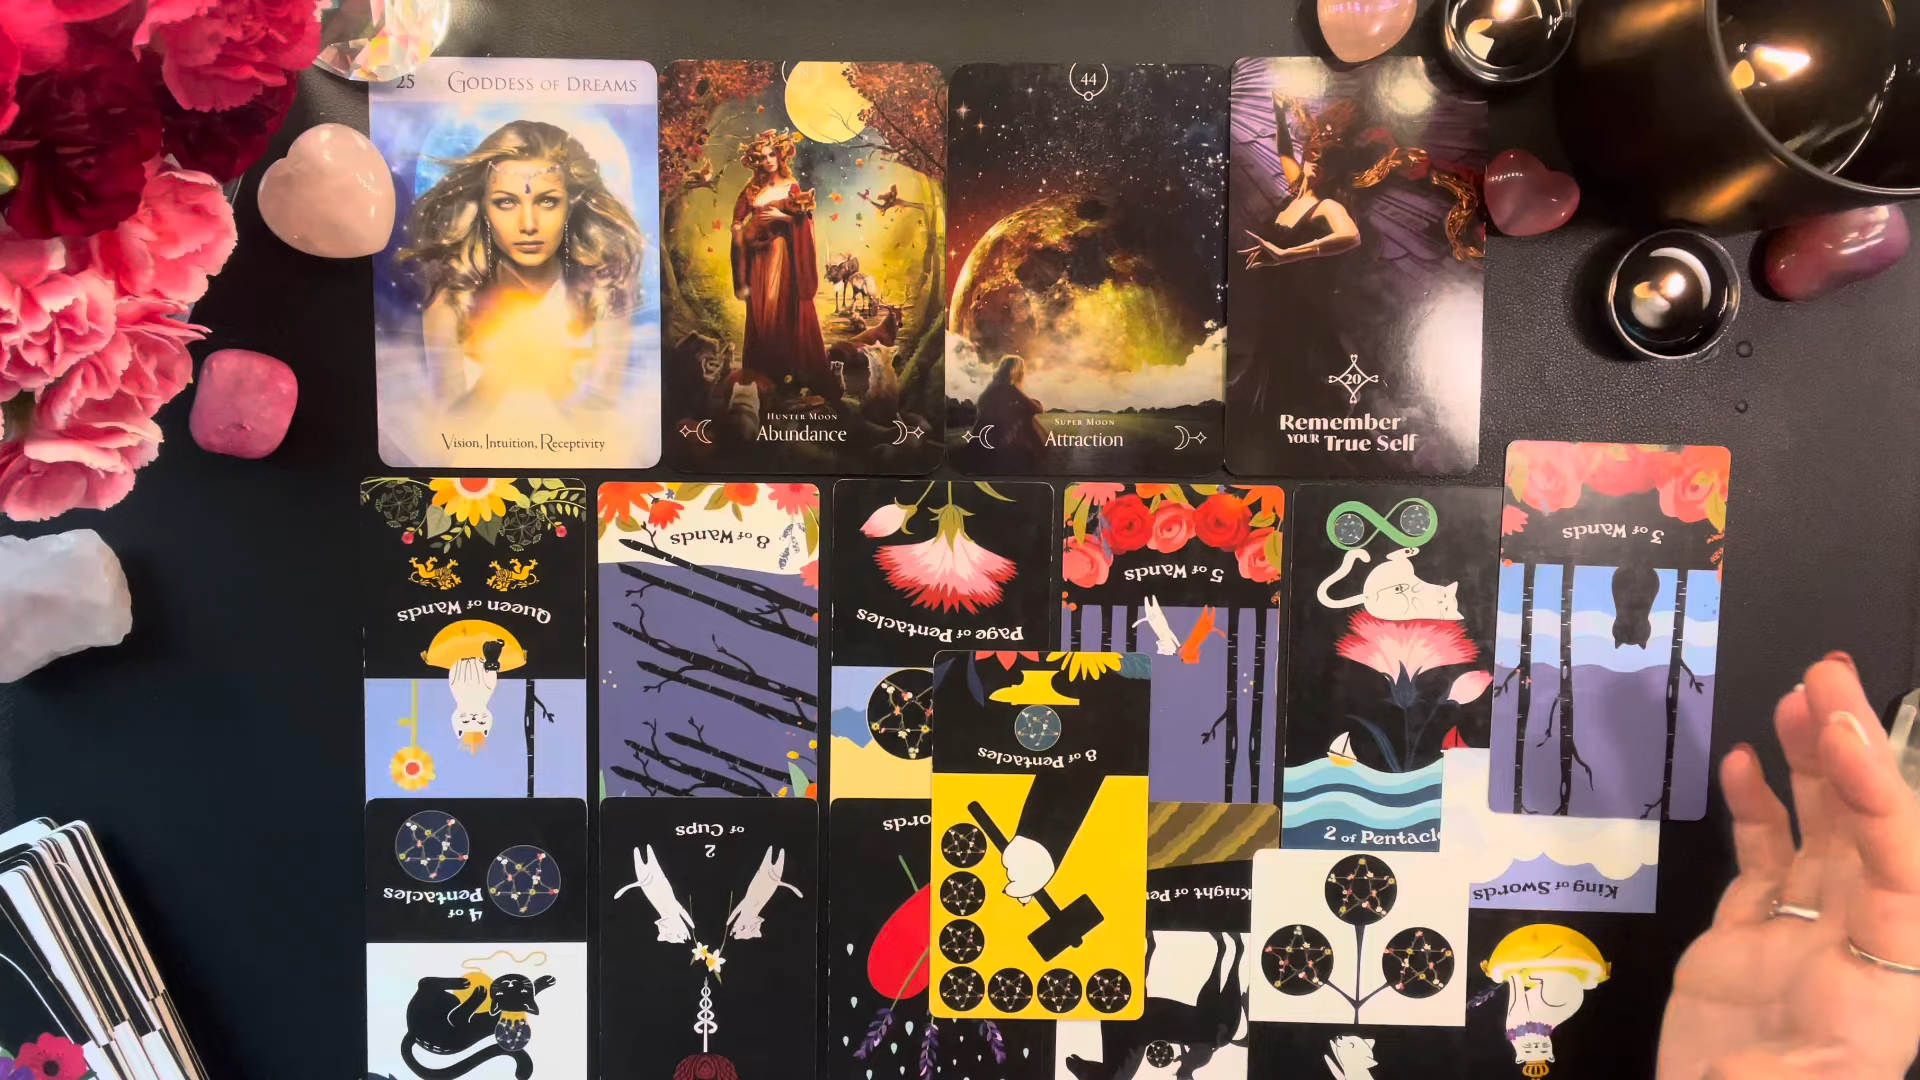 25 GODDESS OF DREAMS
Vision, Intuition, Receptivity
HUNTER MOON
Abundance
44
SUPER MOON
Attraction
20
Remember
YOUR True Self
Queen of Wands
8 of Wands
Page of Pentacles
5 of Wands
3 of Wands
8 of Pentacles
2 of Pentacl
4 of
Pentacles
2
of Cups
ords
Knight of Pe
King of Swords